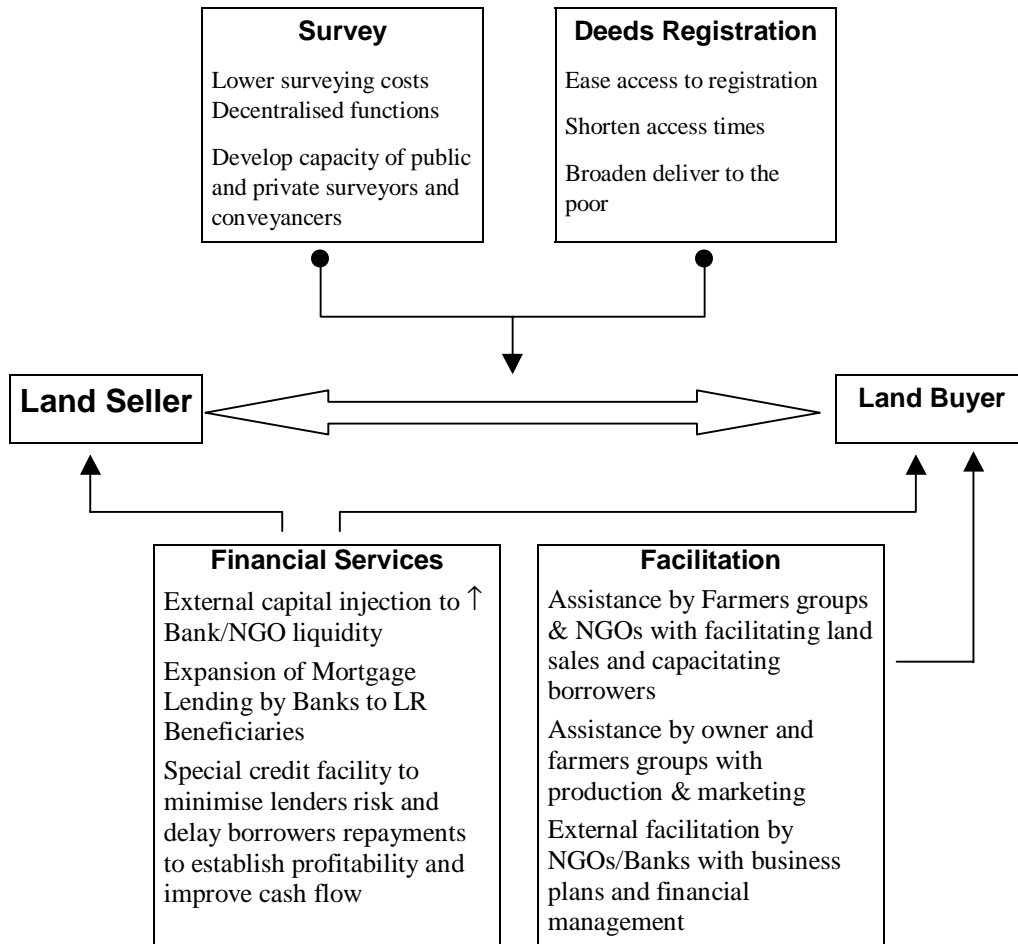 Survey
Lower surveying costs
Decentralised functions
Develop capacity of public
and private surveyors and
conveyancers
Deeds Registration
Ease access to registration
Shorten access times
Broaden deliver to the
poor
Land Seller
Land Buyer
Financial Services
External capital injection to ↑
Bank/NGO liquidity
Expansion of Mortgage
Lending by Banks to LR
Beneficiaries
Special credit facility to
minimise lenders risk and
delay borrowers repayments
to establish profitability and
improve cash flow
Facilitation
Assistance by Farmers groups
& NGOs with facilitating land
sales and capacitating
borrowers
Assistance by owner and
farmers groups with
production & marketing
External facilitation by
NGOs/Banks with business
plans and financial
management